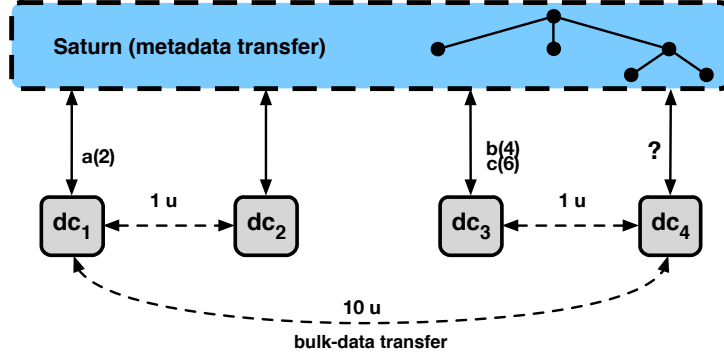 Saturn (metadata transfer)
a(2)
b(4)
c(6)
?
1 u
1 u
dc1
dc2
dc3
dc4
10 u
bulk-data transfer